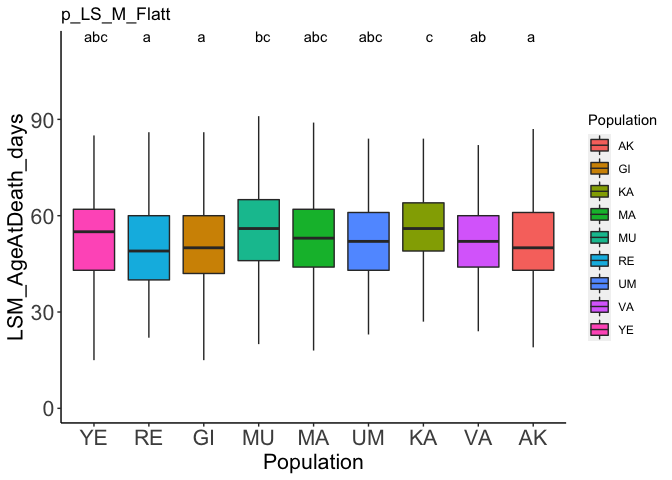 p_LS_M_Flatt
abc a a bc abc abc c ab a
LSM_AgeAtDeath_days
90
60
30
0
YE RE GI MU MA UM KA VA AK
Population
Population
AK
GI
KA
MA
MU
RE
UM
VA
YE